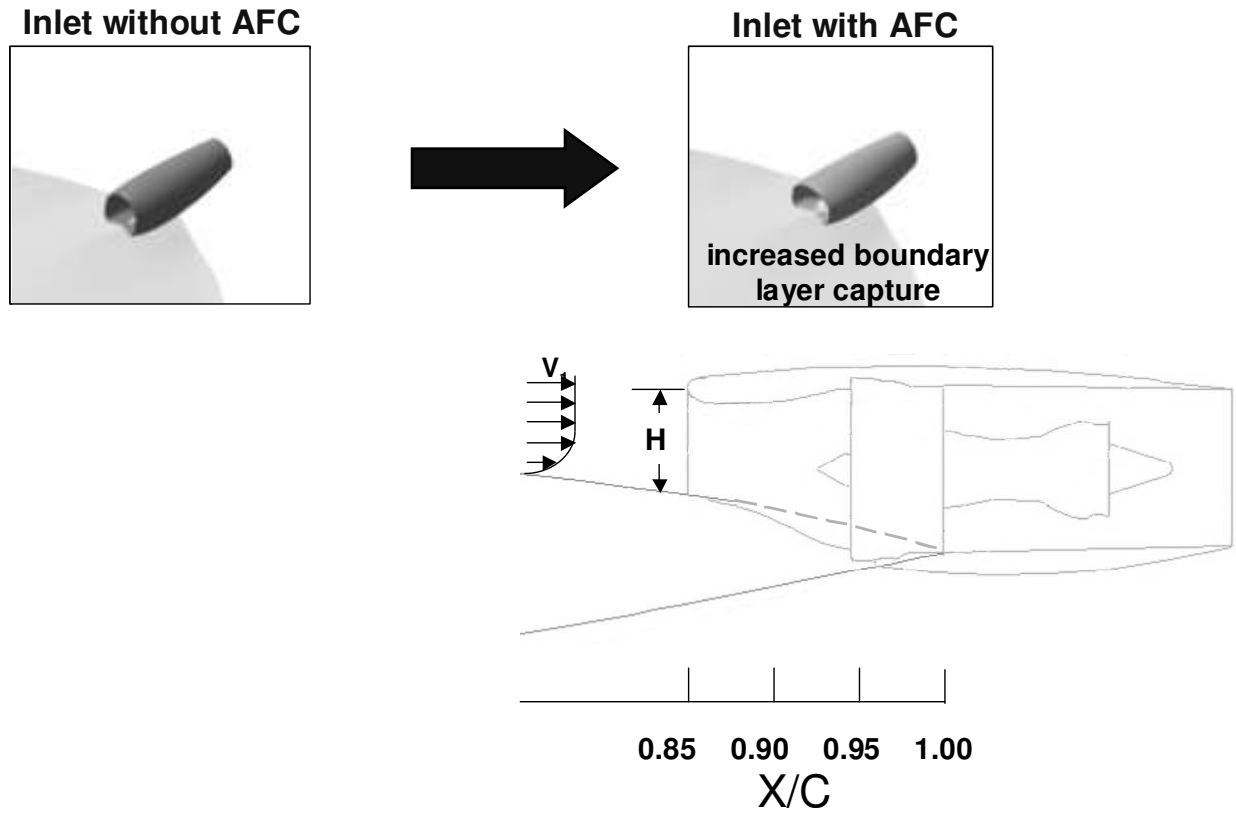 Inlet without AFC
Inlet with AFC
increased boundary
layer capture
V
H
0.85 0.90 0.95 1.00
X/C